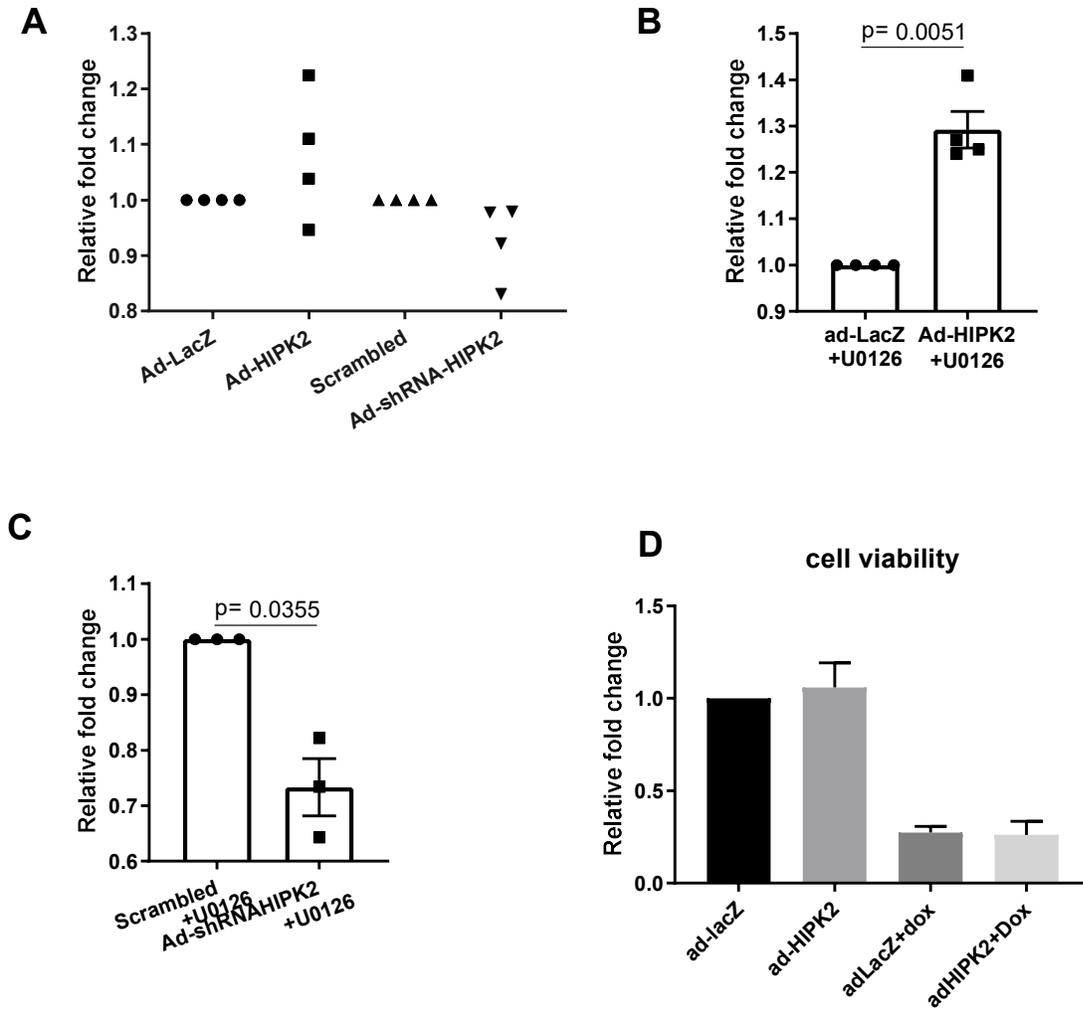 A
Relative fold change
1.3
1.2
1.1
1.0
0.9
0.8
Ad-LacZ
Ad-HIPK2
Scrambled
Ad-shRNA-HIPK2
B
Relative fold change
1.5
1.4
1.3
1.2
1.1
1.0
0.9
p= 0.0051
ad-LacZ
+U0126
Ad-HIPK2
+U0126
C
Relative fold change
1.1
1.0
0.9
0.8
0.7
0.6
p= 0.0355
Scrambled
+U0126
Ad-shRNAHIPK2
+U0126
D
cell viability
Relative fold change
1.5
1.0
0.5
0.0
ad-lacZ
ad-HIPK2
adLacZ+dox
adHIPK2+Dox